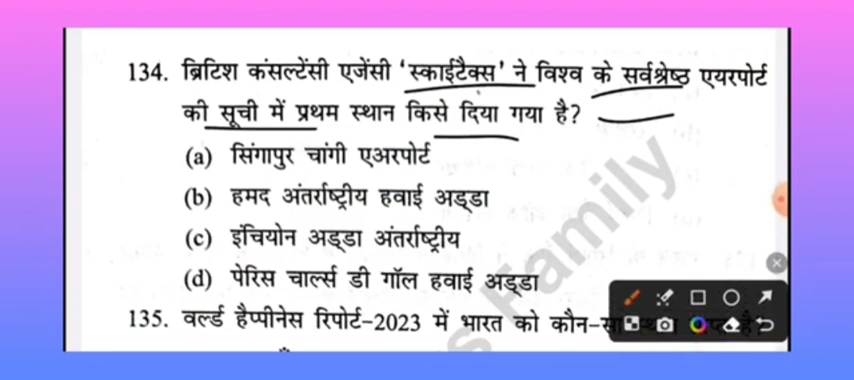 134. ब्रिटिश कंसल्टेंसी एजेंसी 'स्काईटैक्स' ने विश्व के सर्वश्रेष्ठ एयरपोर्ट
की सूची में प्रथम स्थान किसे दिया गया है?
(a) सिंगापुर चांगी एअरपोर्ट
(b) हमद अंतर्राष्ट्रीय हवाई अड्डा
(c) इंचियोन अड्डा अंतर्राष्ट्रीय
(d) पेरिस चार्ल्स डी गॉल हवाई अड्डा
135. वर्ल्ड हैप्पीनेस रिपोर्ट-2023 में भारत को कौन-सा
s Family